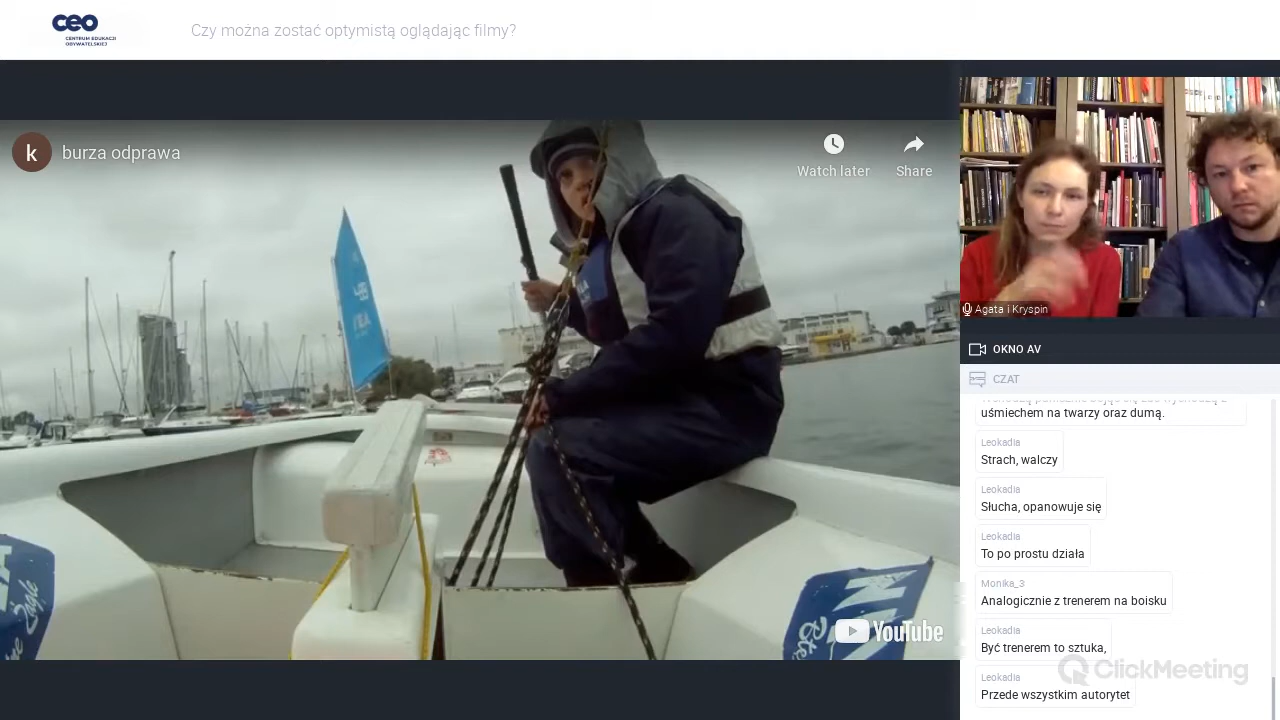 ceo
CENTRUM EDUKACJI
OBYWATELSKIEJ
Czy można zostać optymistą oglądając filmy?
k
burza odprawa
Watch later
Share
YouTube
Agata i Kryspin
OKNO AV
CZAT
uśmiechem na twarzy oraz dumą.
Leokadia
Strach, walczy
Leokadia
Słucha, opanowuje się
Leokadia
To po prostu działa
Monika_3
Analogicznie z trenerem na boisku
Leokadia
Być trenerem to sztuka,
Leokadia
Przede wszystkim autorytet
ClickMeeting